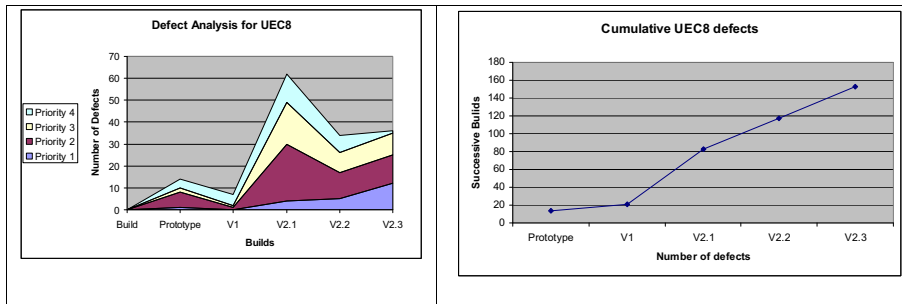 Defect Analysis for UEC8
70
60
50
40
30
20
10
0
Number of Defects
Priority 4
Priority 3
Priority 2
Priority 1
Build Prototype V1 V2.1 V2.2 V2.3
Builds
Cumulative UEC8 defects
180
160
140
120
100
80
60
40
20
0
Successive Bulids
Prototype V1 V2.1 V2.2 V2.3
Number of defects